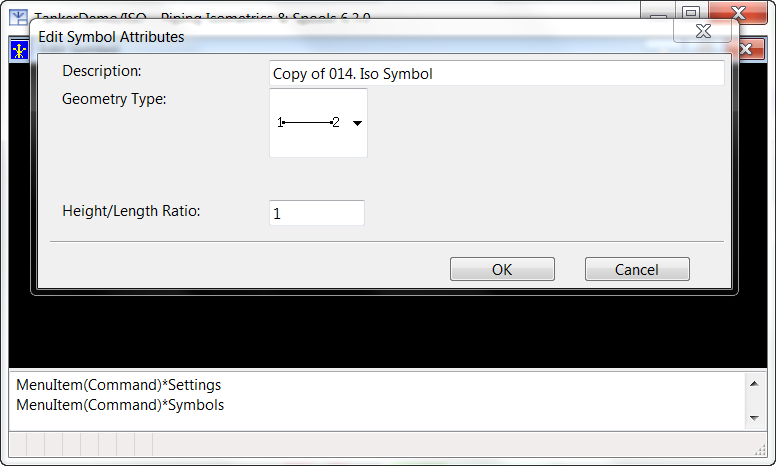 TankerDemo/ISO - Piping Isometrics & Spools 6.2.0
Edit Symbol Attributes
Description:
Copy of 014. Iso Symbol
Geometry Type:
1 2
Height/Length Ratio:
1
OK
Cancel
MenuItem(Command)*Settings
MenuItem(Command)*Symbols